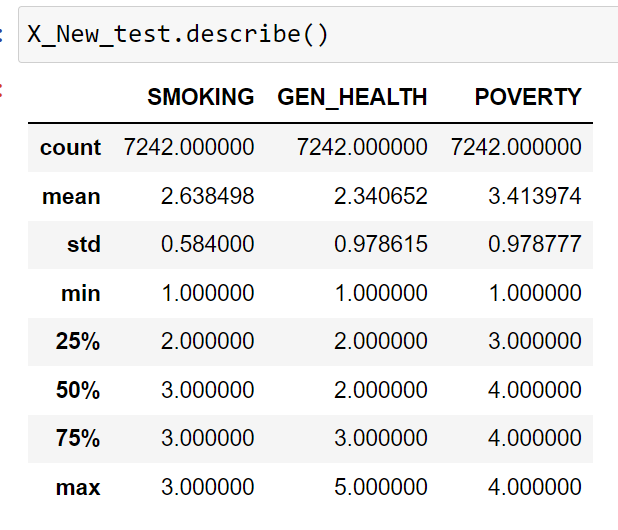 X_New_test.describe()
SMOKING GEN_HEALTH POVERTY
count 7242.000000 7242.000000 7242.000000
mean 2.638498 2.340652 3.413974
std 0.584000 0.978615 0.978777
min 1.000000 1.000000 1.000000
25% 2.000000 2.000000 3.000000
50% 3.000000 2.000000 4.000000
75% 3.000000 3.000000 4.000000
max 3.000000 5.000000 4.000000